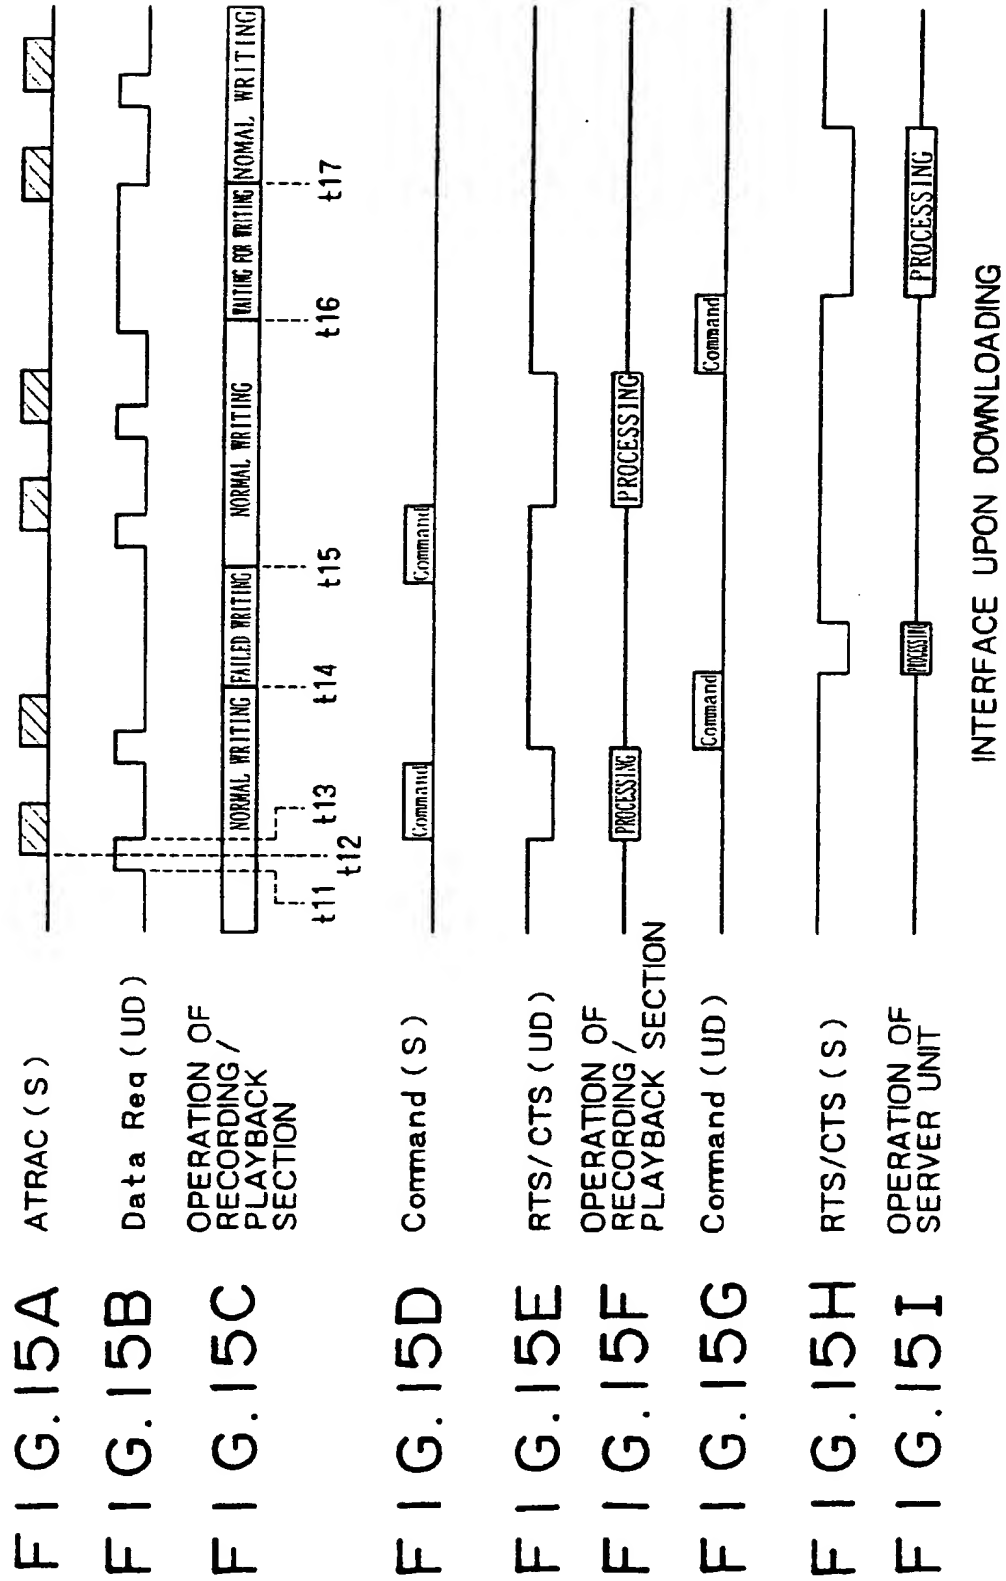 FIG.15A
ATRAC(S)
FIG.15B
Data Req(UD)
FIG.15C
OPERATION OF
RECORDING/
PLAYBACK
SECTION
NORMAL WRITING
FAILED WRITING
NORMAL WRITING
WAITING FOR WRITING
NOMAL WRITING
t11
t12
t13
t14
t15
t16
t17
FIG.15D
Command(S)
Command
Command
FIG.15E
RTS/CTS(UD)
FIG.15F
OPERATION OF
RECORDING/
PLAYBACK SECTION
PROCESSING
PROCESSING
FIG.15G
Command(UD)
Command
Command
FIG.15H
RTS/CTS(S)
FIG.15I
OPERATION OF
SERVER UNIT
PROCESSING
PROCESSING
INTERFACE UPON DOWNLOADING